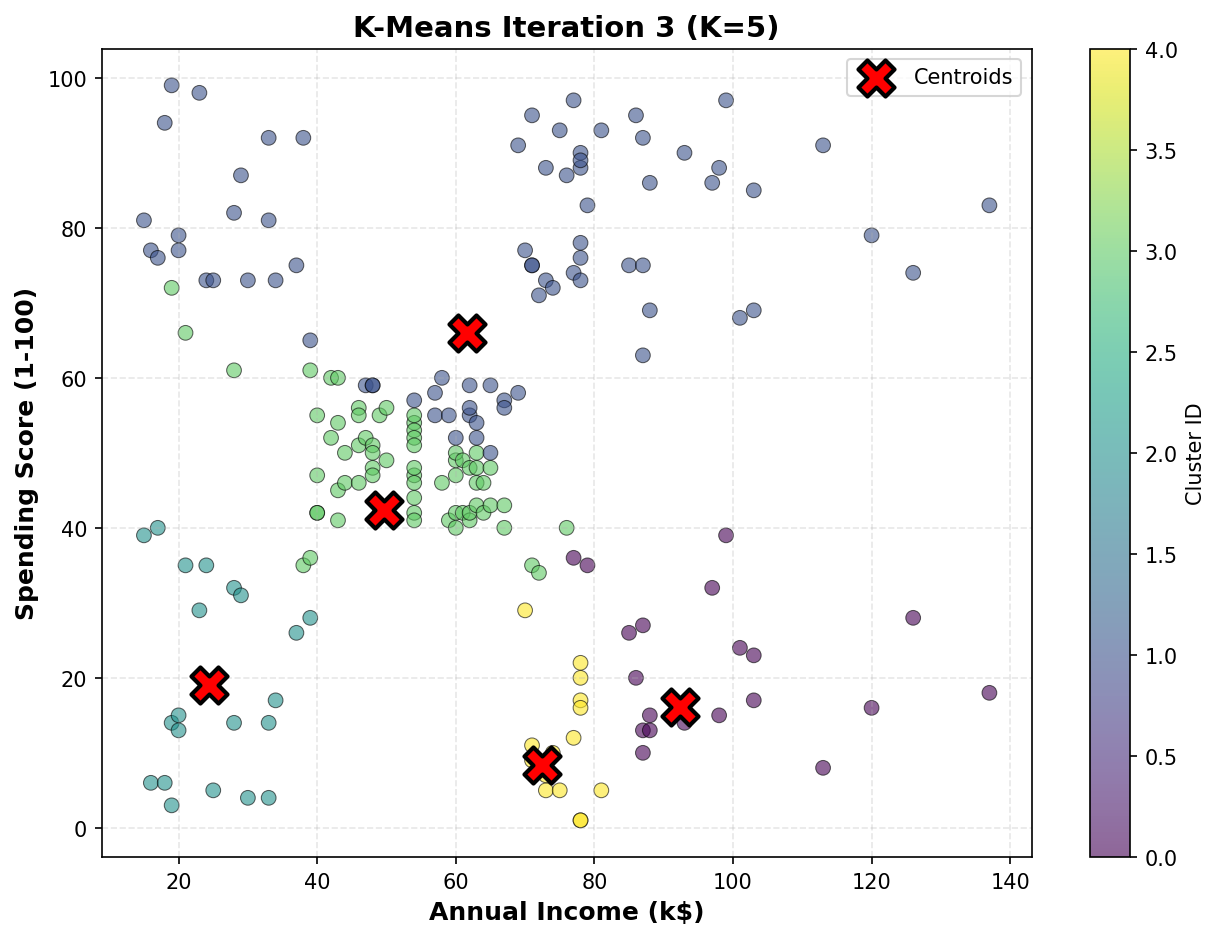 K-Means Iteration 3 (K=5)
Centroids
Spending Score (1-100)
100
80
60
40
20
0
20 40 60 80 100 120 140
Annual Income (k$)
4.0
3.5
3.0
2.5
2.0
1.5
1.0
0.5
0.0
Cluster ID